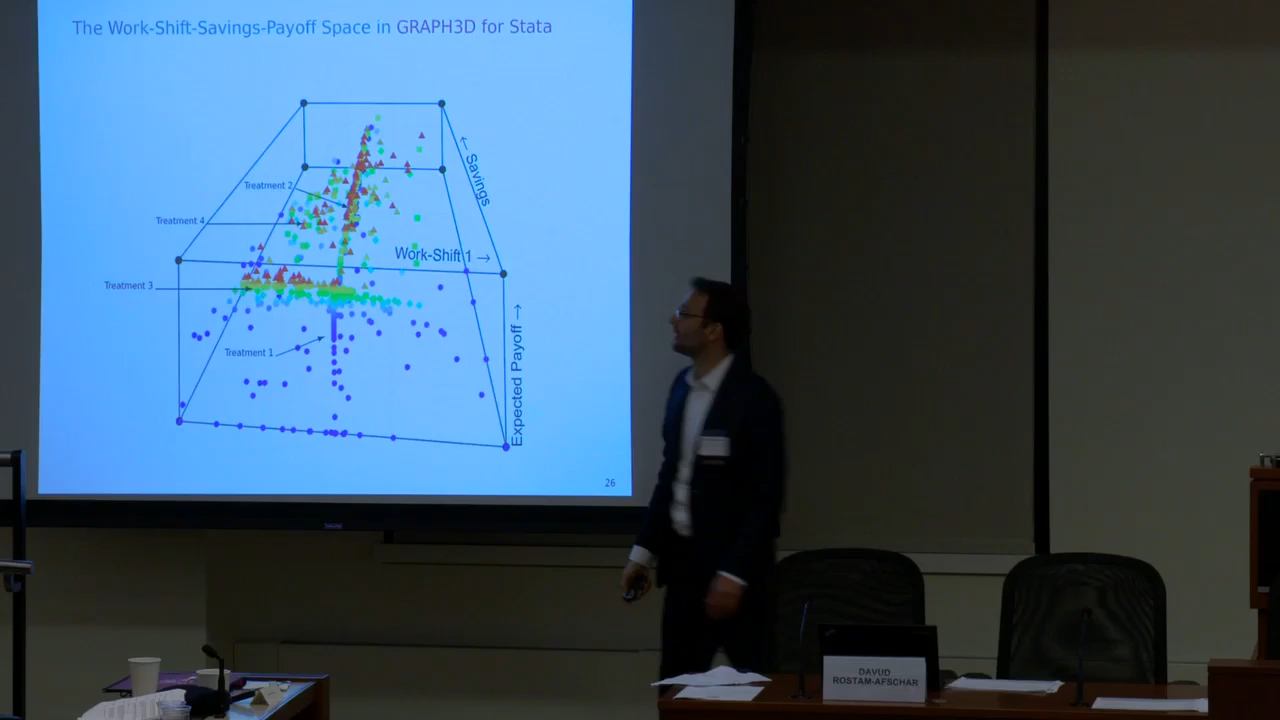 The Work-Shift-Savings-Payoff Space in GRAPH3D for Stata
← Savings
Treatment 2
Treatment 4
Work-Shift 1 →
Treatment 3
Expected Payoff →
Treatment 1
26
DAVUD
ROSTAM-AFSCHAR